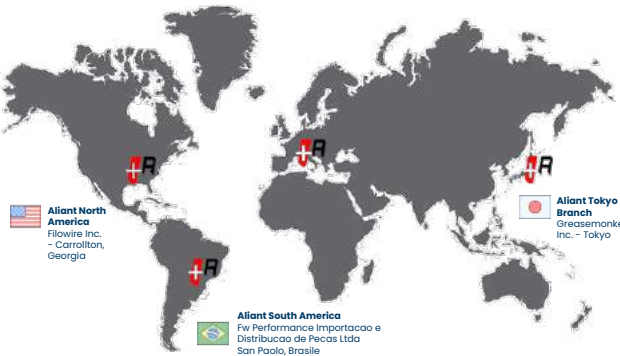 R
R
R
R
Aliant North
America
Filowire Inc.
- Carrollton,
Georgia
Aliant Tokyo
Branch
Greasemonke
Inc. - Tokyo
Aliant South America
Fw Performance Importacao e
Distribucao de Pecas Ltda
San Paolo, Brasile